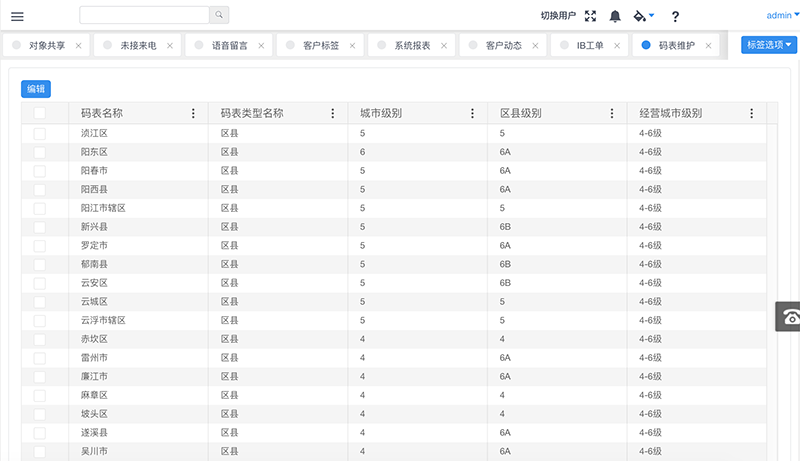 切换用户 ? admin
对象共享 × 未接来电 × 语音留言 × 客户标签 × 系统报表 × 客户动态 × IB工单 × 码表维护 × 标签选项
编辑
码表名称 码表类型名称 城市级别 区县级别 经营城市级别
浈江区 区县 5 5 4-6级
阳东区 区县 6 6A 4-6级
阳春市 区县 5 6A 4-6级
阳西县 区县 5 6A 4-6级
阳江市辖区 区县 5 5 4-6级
新兴县 区县 5 6B 4-6级
罗定市 区县 5 6A 4-6级
郁南县 区县 5 6B 4-6级
云安区 区县 5 6B 4-6级
云城区 区县 5 5 4-6级
云浮市辖区 区县 5 5 4-6级
赤坎区 区县 4 4 4-6级
雷州市 区县 4 6A 4-6级
廉江市 区县 4 6A 4-6级
麻章区 区县 4 4 4-6级
坡头区 区县 4 4 4-6级
遂溪县 区县 4 6A 4-6级
吴川市 区县 4 6A 4-6级